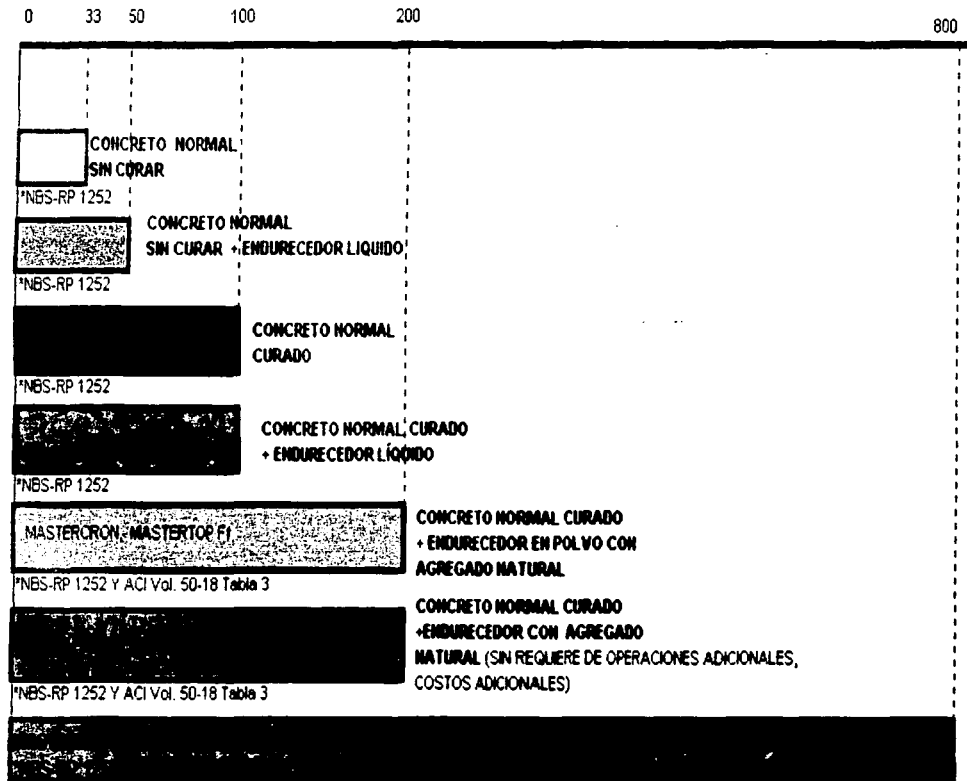 0 33 50 100 200 800
CONCRETO NORMAL
SIN CURAR
*NBS-RP 1252
CONCRETO NORMAL
SIN CURAR + ENDURECEDOR LIQUIDO
*NBS-RP 1252
CONCRETO NORMAL
CURADO
*NBS-RP 1252
CONCRETO NORMAL CURADO
+ ENDURECEDOR LÍQUIDO
*NBS-RP 1252
MASTERCRON - MASTERTOP F1
CONCRETO NORMAL CURADO
+ ENDURECEDOR EN POLVO CON
AGREGADO NATURAL
*NBS-RP 1252 Y ACI Vol. 50-18 Tabla 3
CONCRETO NORMAL CURADO
+ENDURECEDOR CON AGREGADO
NATURAL (SIN REQUIERE DE OPERACIONES ADICIONALES,
COSTOS ADICIONALES)
*NBS-RP 1252 Y ACI Vol. 50-18 Tabla 3